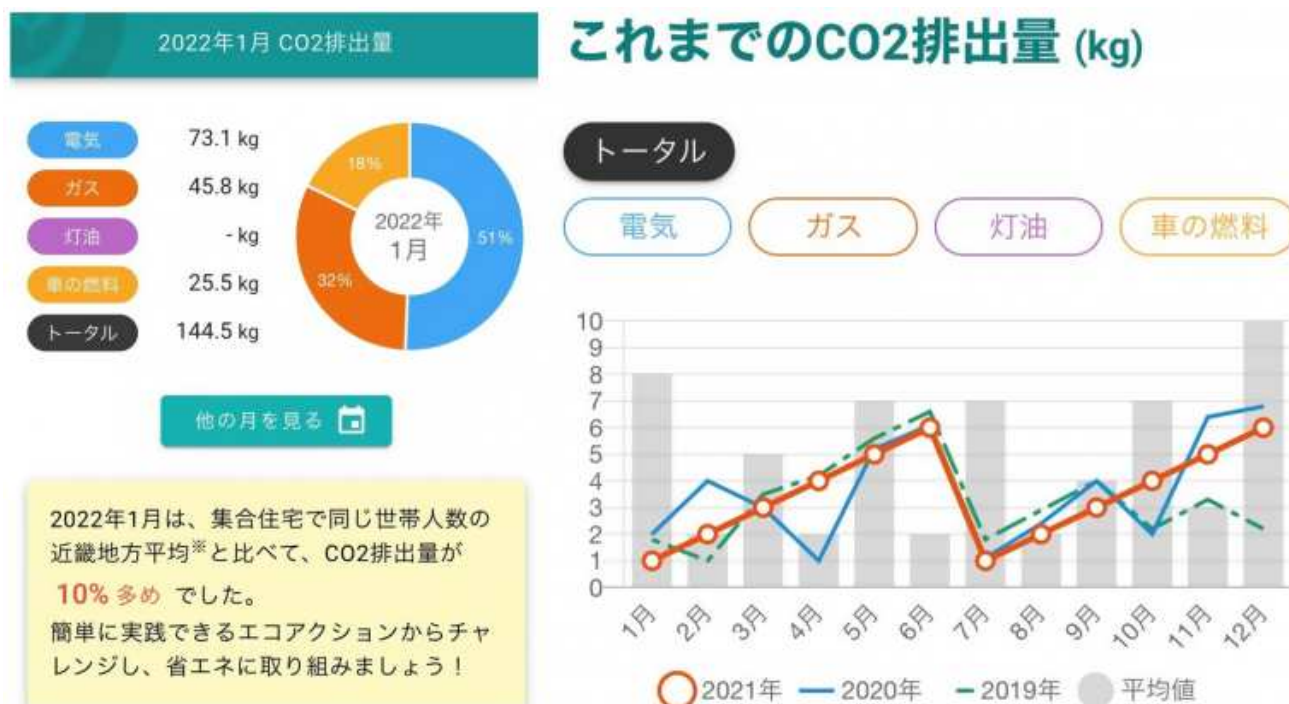 2022年1月 CO2排出量
電気 73.1 kg
ガス 45.8 kg
灯油 - kg
車の燃料 25.5 kg
トータル 144.5 kg
18%
51%
32%
2022年
1月
他の月を見る
2022年1月は、集合住宅で同じ世帯人数の
近畿地方平均※と比べて、CO2排出量が
10% 多め でした。
簡単に実践できるエコアクションからチャ
レンジし、省エネに取り組みましょう！
これまでのCO2排出量 (kg)
トータル
電気 ガス 灯油 車の燃料
10
9
8
7
6
5
4
3
2
1
0
1月 2月 3月 4月 5月 6月 7月 8月 9月 10月 11月 12月
2021年 2020年 2019年 平均値